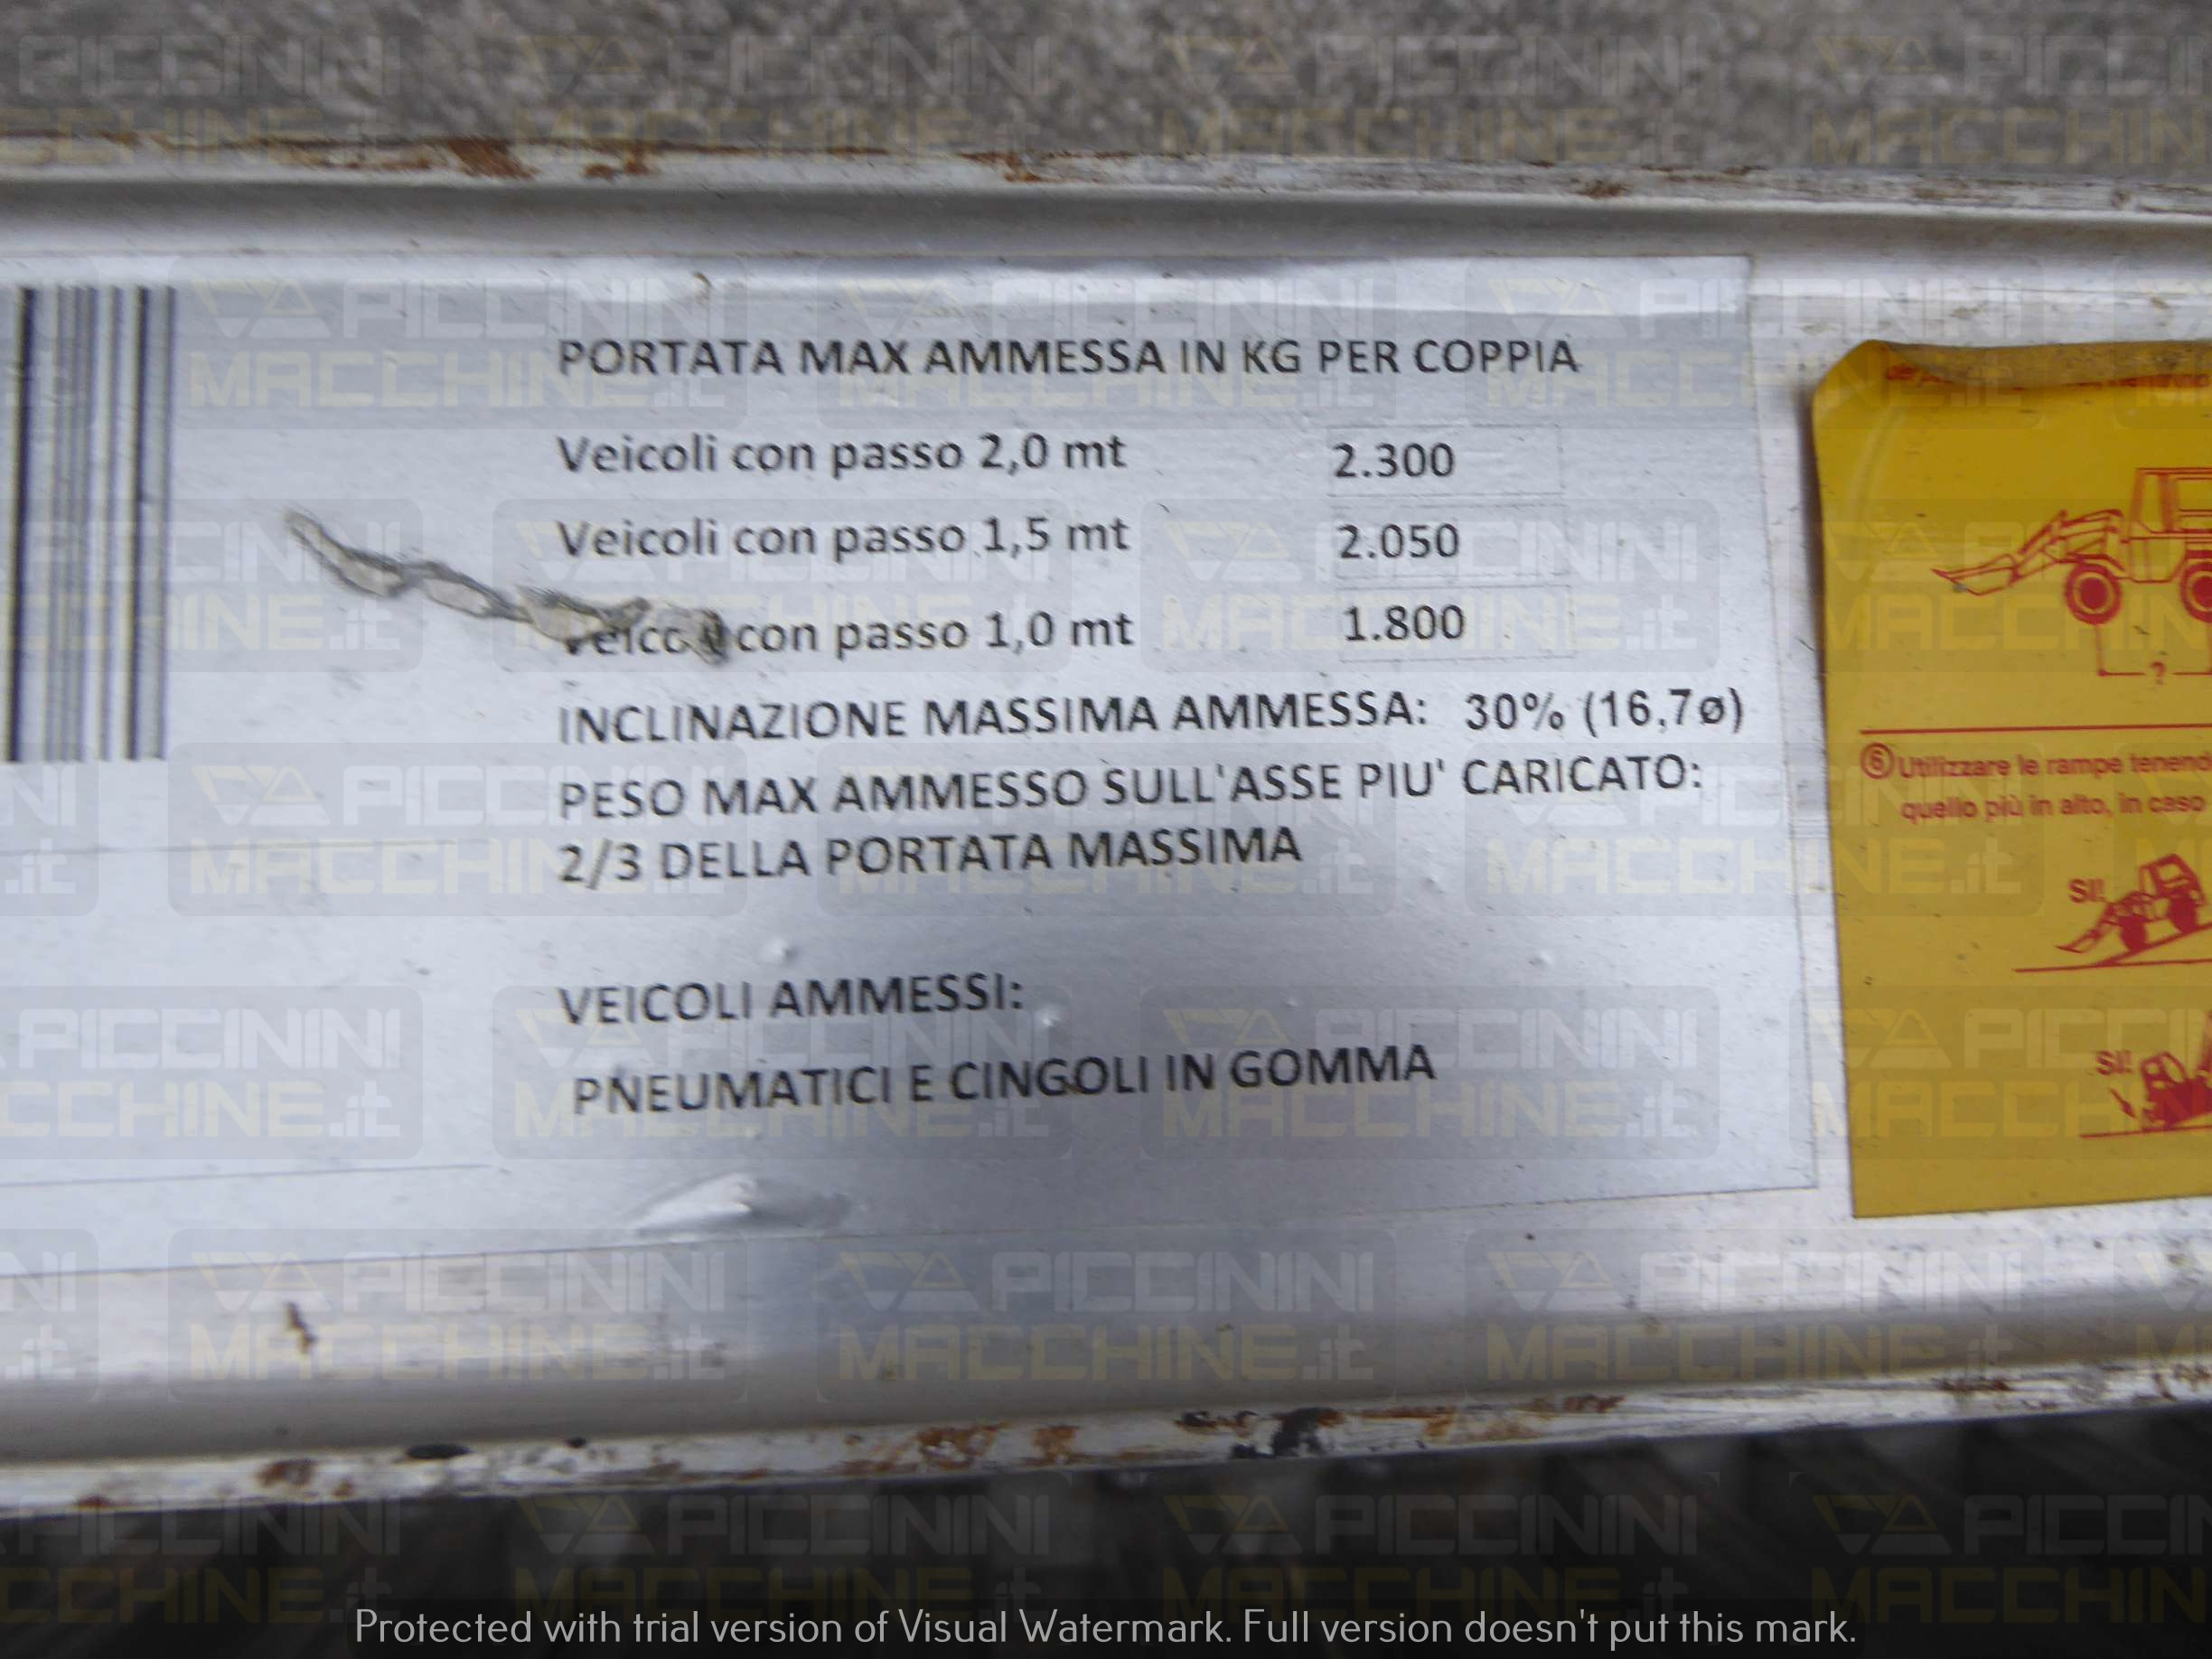 PORTATA MAX AMMESSA IN KG PER COPPIA
Veicoli con passo 2,0 mt 2.300
Veicoli con passo 1,5 mt 2.050
Veicoli con passo 1,0 mt 1.800
INCLINAZIONE MASSIMA AMMESSA: 30% (16,7ø)
PESO MAX AMMESSO SULL'ASSE PIU' CARICATO:
2/3 DELLA PORTATA MASSIMA
VEICOLI AMMESSI:
PNEUMATICI E CINGOLI IN GOMMA
?
⑥ Utilizzare le rampe tenend
quello più in alto, in caso
SI!
SI!
PICCININI
MACCHINE.it
Protected with trial version of Visual Watermark. Full version doesn't put this mark.